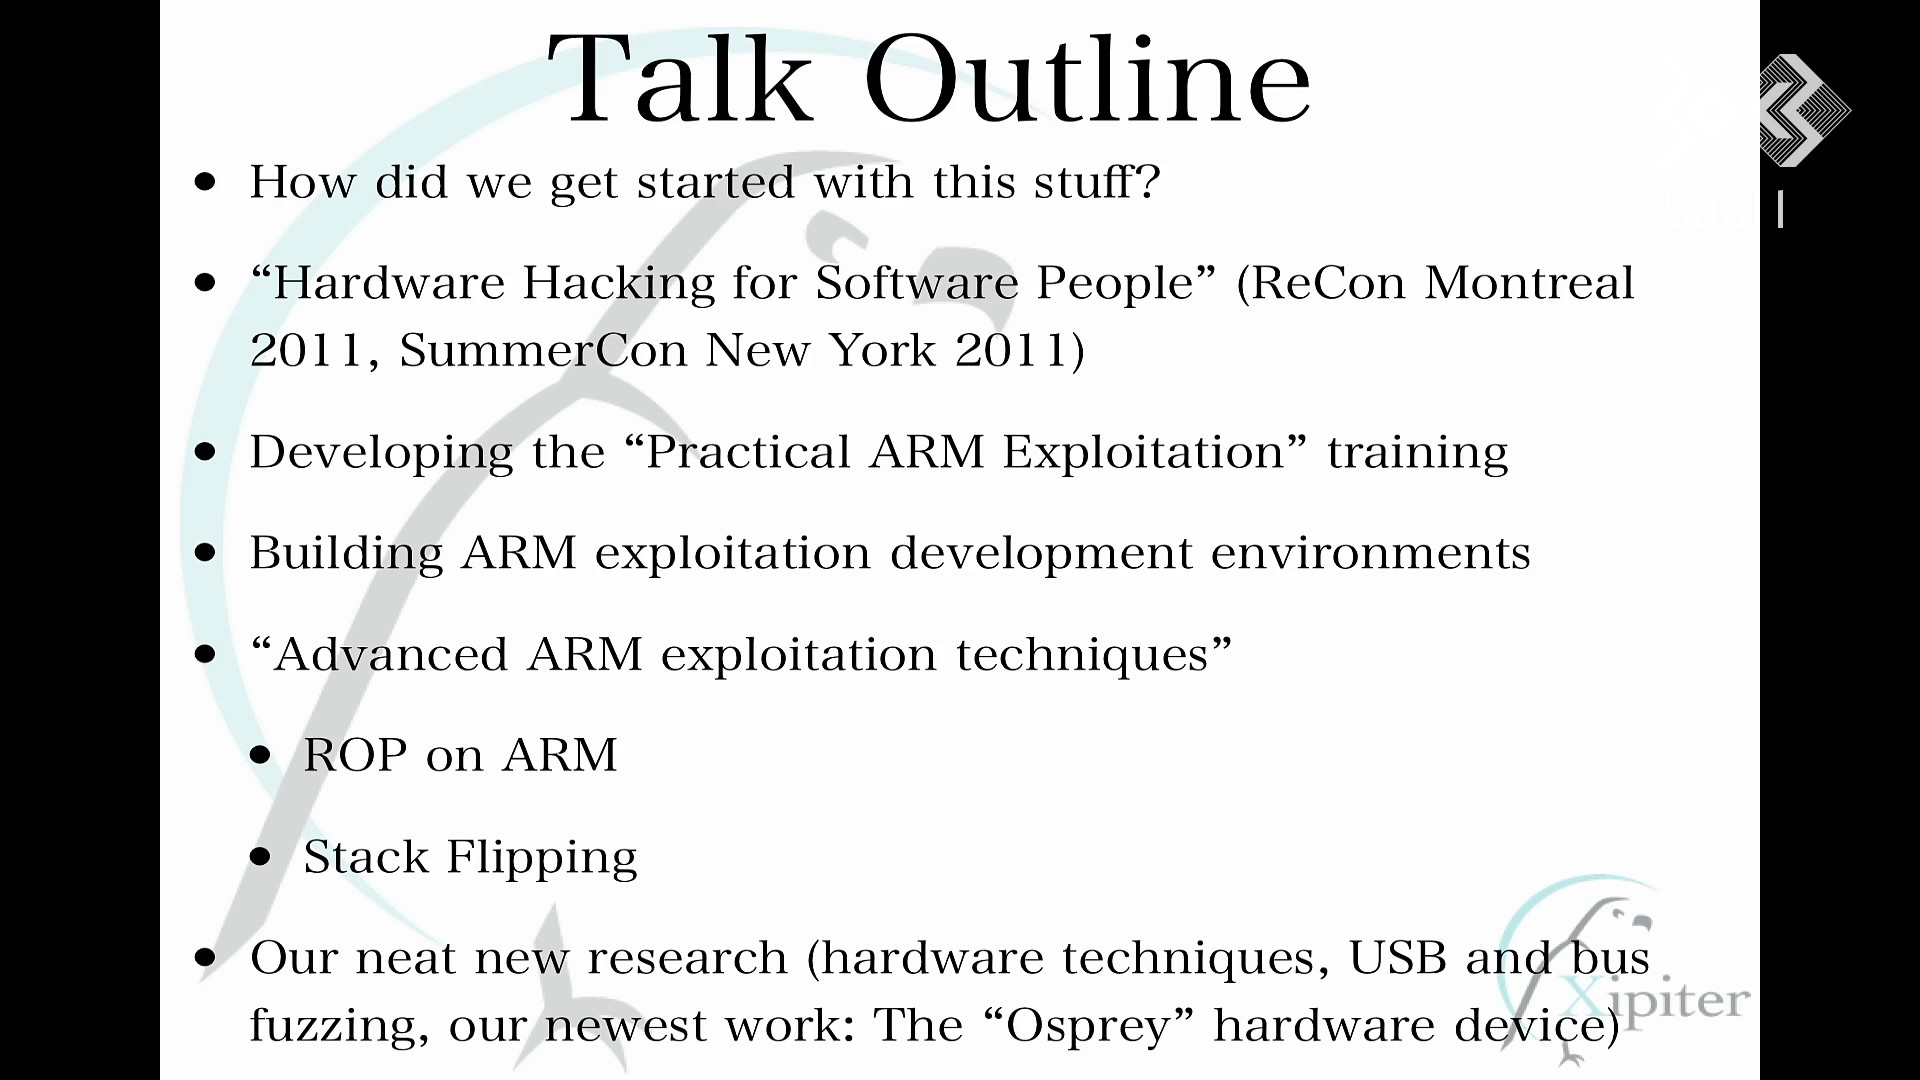 Talk Outline
• How did we get started with this stuff?
• “Hardware Hacking for Software People” (ReCon Montreal
2011, SummerCon New York 2011)
• Developing the “Practical ARM Exploitation” training
• Building ARM exploitation development environments
• “Advanced ARM exploitation techniques”
• ROP on ARM
• Stack Flipping
• Our neat new research (hardware techniques, USB and bus
fuzzing, our newest work: The “Osprey” hardware device)
Xipiter
Saal 1